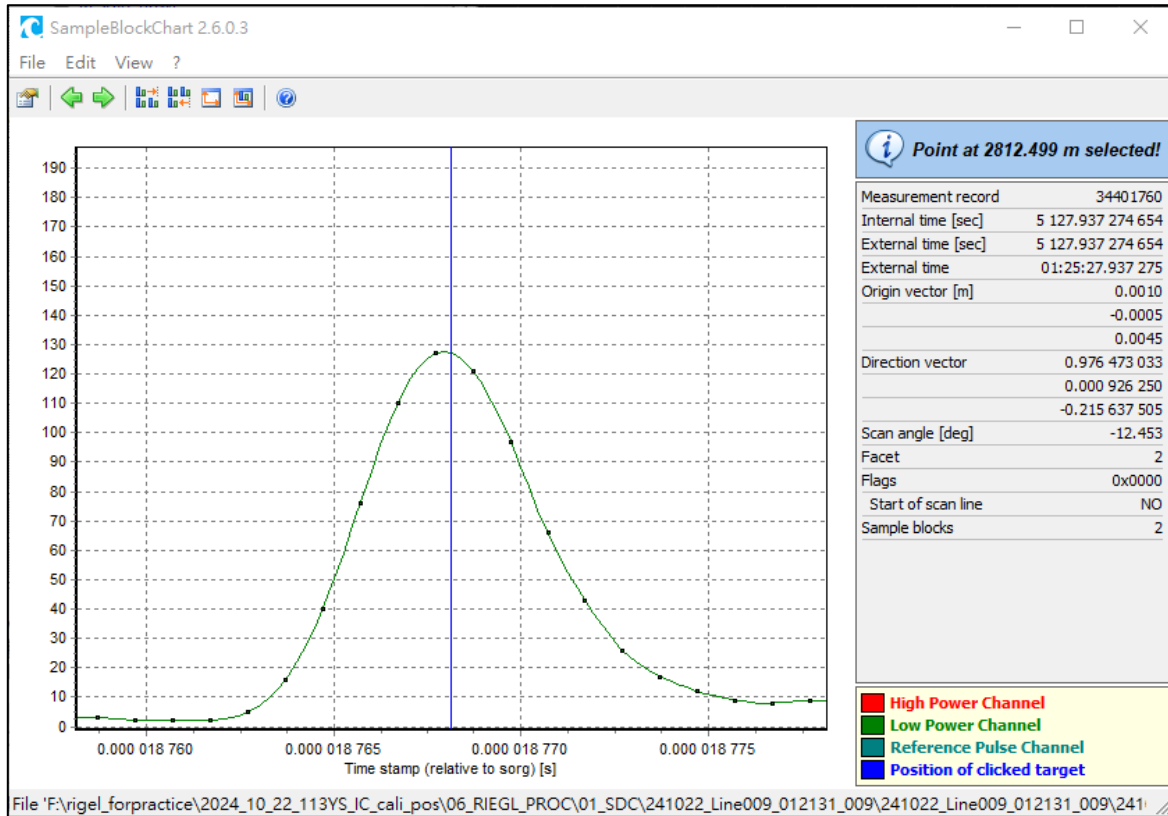 SampleBlockChart 2.6.0.3
File Edit View ?
190
180
170
160
150
140
130
120
110
100
90
80
70
60
50
40
30
20
10
0
0.000 018 760 0.000 018 765 0.000 018 770 0.000 018 775
Time stamp (relative to sorg) [s]
Point at 2812.499 m selected!
Measurement record 34401760
Internal time [sec] 5 127.937 274 654
External time [sec] 5 127.937 274 654
External time 01:25:27.937 275
Origin vector [m] 0.0010
-0.0005
0.0045
Direction vector 0.976 473 033
0.000 926 250
-0.215 637 505
Scan angle [deg] -12.453
Facet 2
Flags 0x0000
Start of scan line NO
Sample blocks 2
High Power Channel
Low Power Channel
Reference Pulse Channel
Position of clicked target
File 'F:\rigel_forpractice\2024_10_22_113YS_IC_cali_pos\06_RIEGL_PROC\01_SDC\241022_Line009_012131_009\241022_Line009_012131_009\241